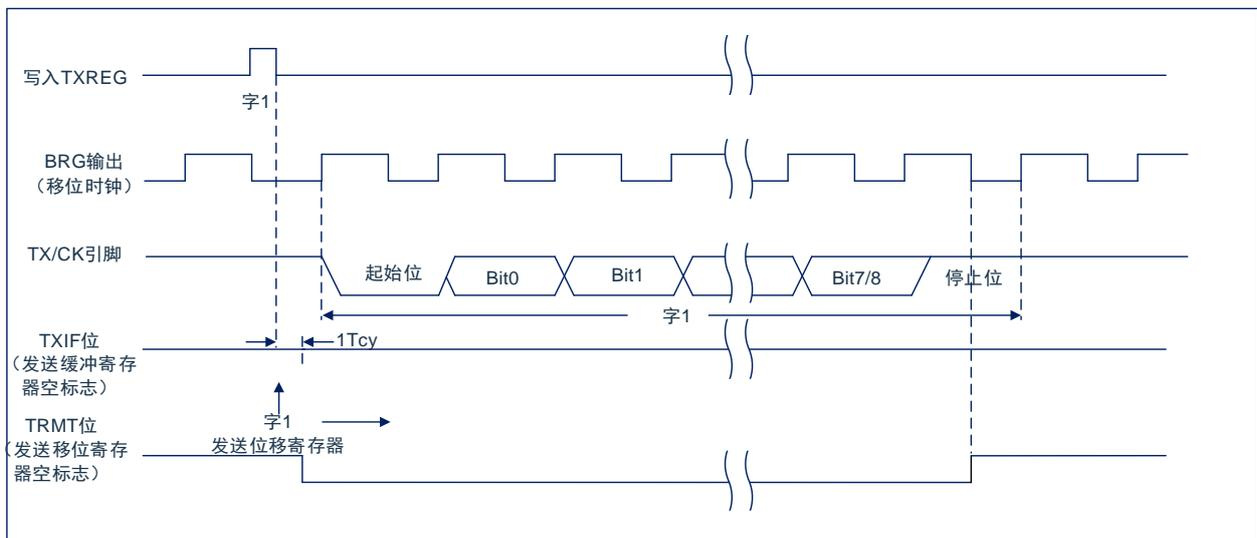 写入TXREG
字1
BRG输出
（移位时钟）
TX/CK引脚
起始位
Bit0
Bit1
Bit7/8
停止位
字1
TXIF位
（发送缓冲寄存
器空标志）
1Tcy
字1
发送位移寄存器
TRMT位
（发送移位寄存
器空标志）